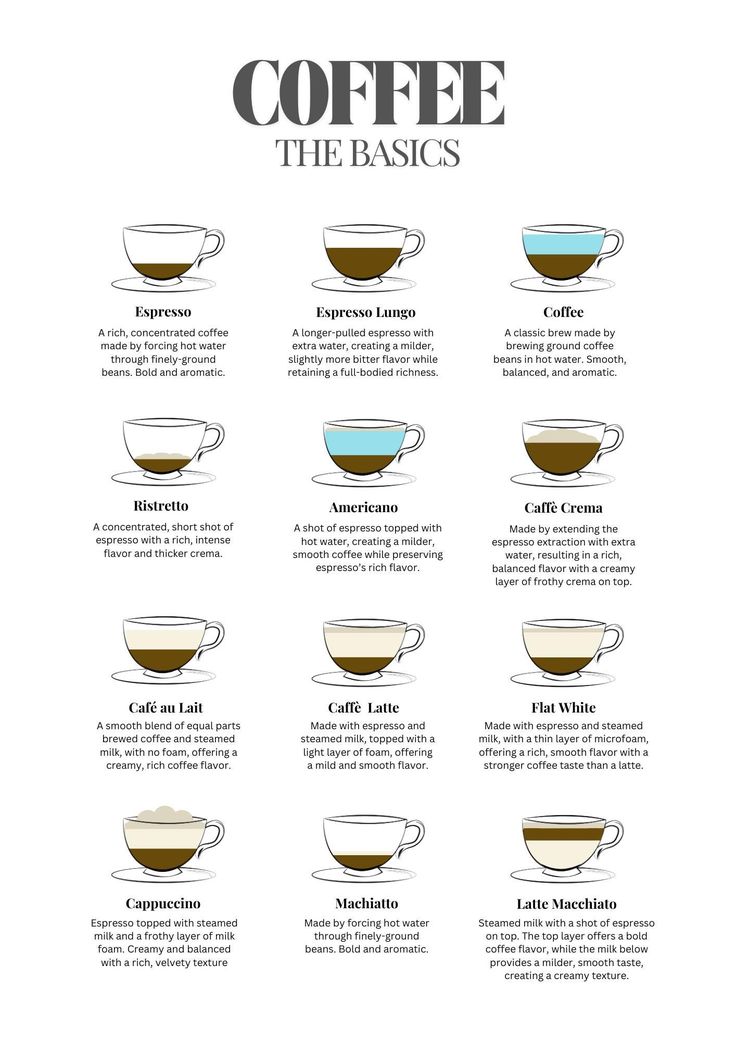 COFFEE
THE BASICS
Espresso
A rich, concentrated coffee
made by forcing hot water
through finely-ground
beans. Bold and aromatic.
Espresso Lungo
A longer-pulled espresso with
extra water, creating a milder,
slightly more bitter flavor while
retaining a full-bodied richness.
Coffee
A classic brew made by
brewing ground coffee
beans in hot water. Smooth,
balanced, and aromatic.
Ristretto
A concentrated, short shot of
espresso with a rich, intense
flavor and thicker crema.
Americano
A shot of espresso topped with
hot water, creating a milder,
smooth coffee while preserving
espresso's rich flavor.
Caffè Crema
Made by extending the
espresso extraction with extra
water, resulting in a rich,
balanced flavor with a creamy
layer of frothy crema on top.
Café au Lait
A smooth blend of equal parts
brewed coffee and steamed
milk, with no foam, offering a
creamy, rich coffee flavor.
Caffè Latte
Made with espresso and
steamed milk, topped with a
light layer of foam, offering
a mild and smooth flavor.
Flat White
Made with espresso and steamed
milk, with a thin layer of microfoam,
offering a rich, smooth flavor with a
stronger coffee taste than a latte.
Cappuccino
Espresso topped with steamed
milk and a frothy layer of milk
foam. Creamy and balanced
with a rich, velvety texture
Machiatto
Made by forcing hot water
through finely-ground
beans. Bold and aromatic.
Latte Macchiato
Steamed milk with a shot of espresso
on top. The top layer offers a bold
coffee flavor, while the milk below
provides a milder, smooth taste,
creating a creamy texture.